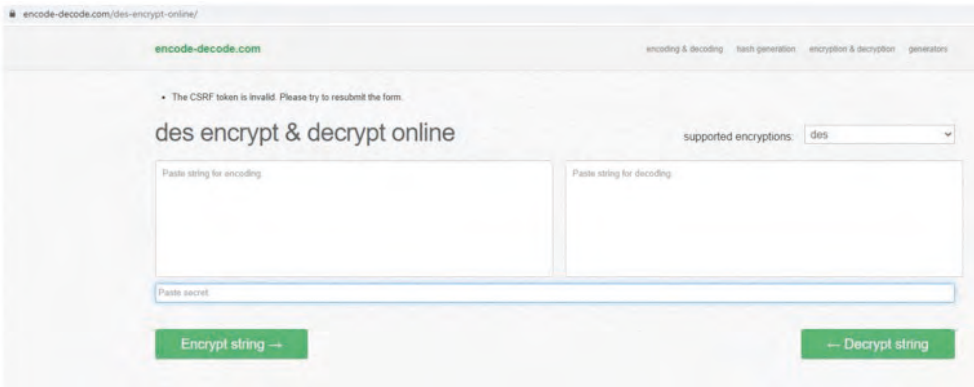 encode-decode.com/des-encrypt-online/
encode-decode.com encoding & decoding hash generation encryption & decryption generators
• The CSRF token is invalid. Please try to resubmit the form.
des encrypt & decrypt online supported encryptions: des
Paste string for encoding Paste string for decoding
Paste secret
Encrypt string → ← Decrypt string